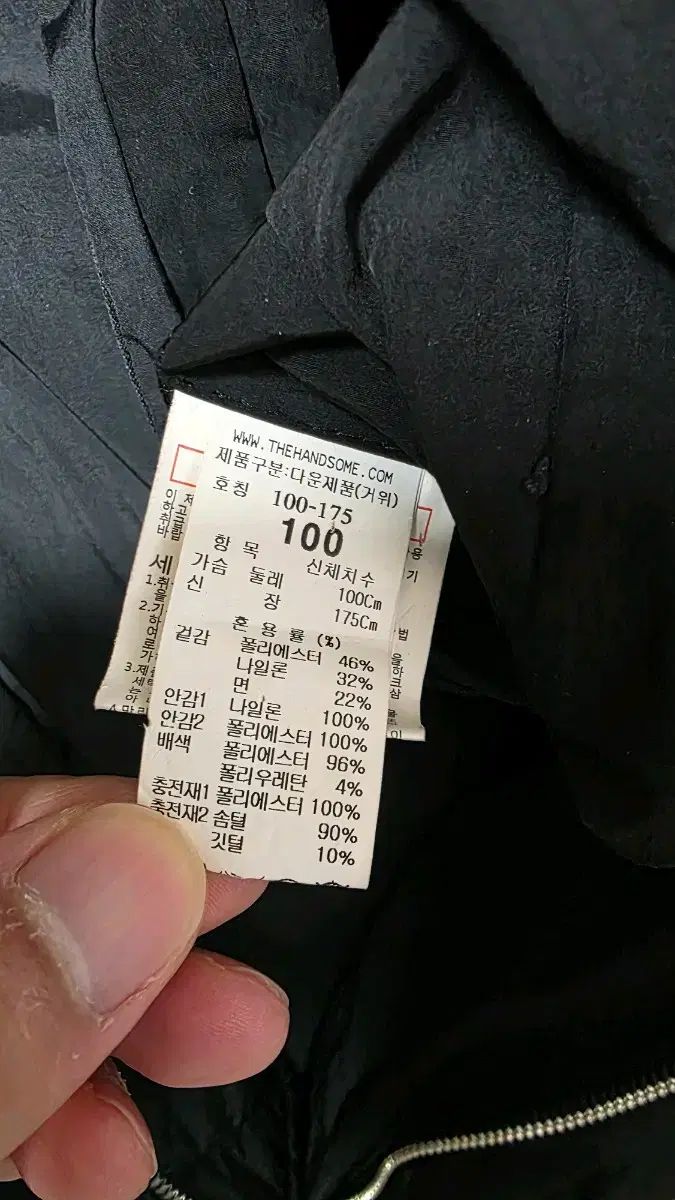 WWW.THEHANDSOME.COM
제품구분:다운제품(거위)
호칭 100-175
100
항 목 신체치수
가슴 둘레 100Cm
신 장 175Cm
혼 용 률 (%)
겉감 폴리에스터 46%
나일론 32%
면 22%
안감1 나일론 100%
안감2 폴리에스터 100%
배색 폴리에스터 96%
폴리우레탄 4%
충전재1 폴리에스터 100%
충전재2 솜털 90%
깃털 10%